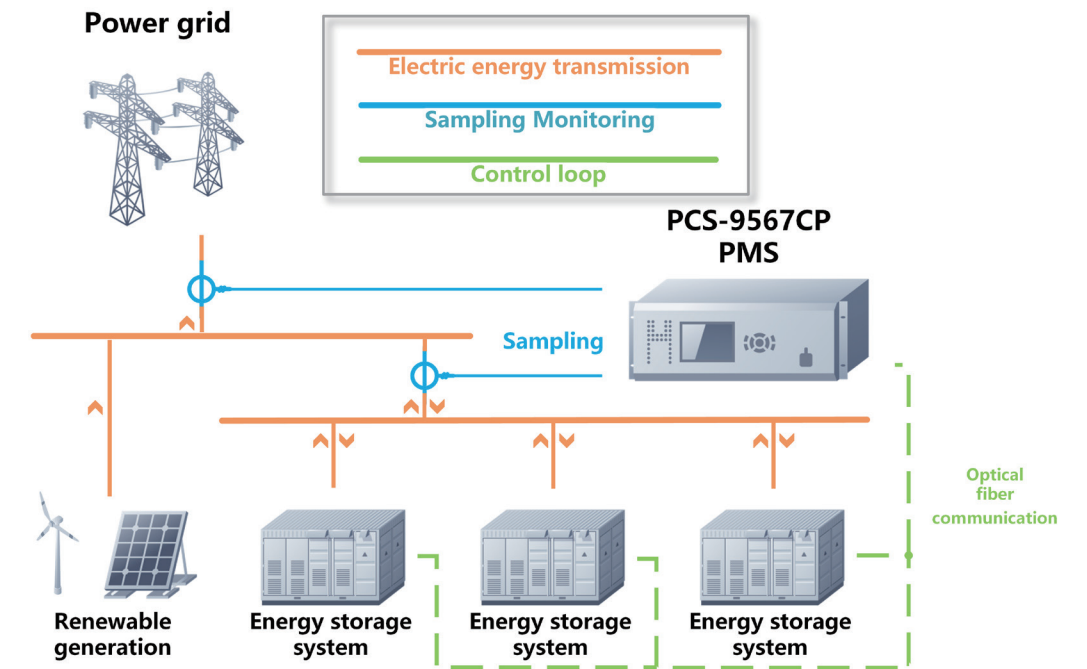 Power grid
Electric energy transmission
Sampling Monitoring
Control loop
PCS-9567CP
PMS
Sampling
Optical
fiber
communication
Renewable
generation
Energy storage
system
Energy storage
system
Energy storage
system